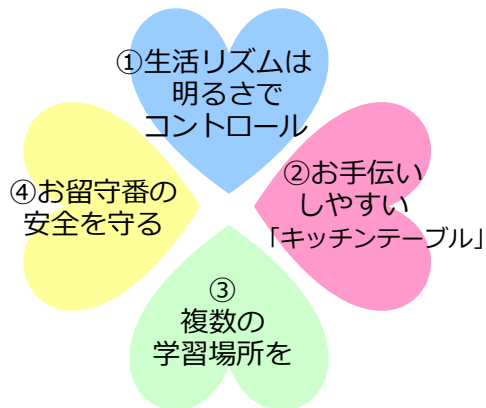 ①生活リズムは
明るさで
コントロール
②お手伝い
しやすい
「キッチンテーブル」
③
複数の
学習場所を
④お留守番の
安全を守る